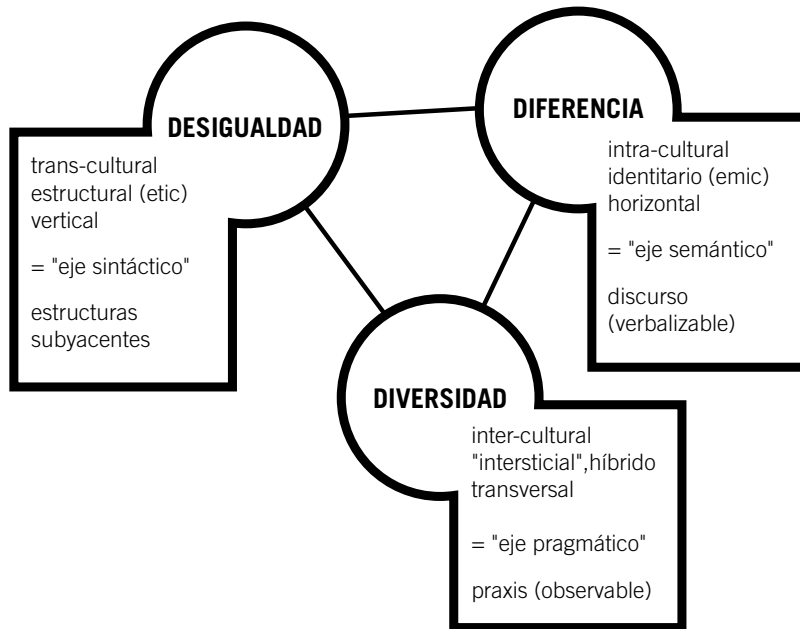 DESIGUALDAD
trans-cultural
estructural (etic)
vertical
= "eje sintáctico"
estructuras
subyacentes
DIFERENCIA
intra-cultural
identitario (emic)
horizontal
= "eje semántico"
discurso
(verbalizable)
DIVERSIDAD
inter-cultural
"intersticial",híbrido
transversal
= "eje pragmático"
praxis (observable)